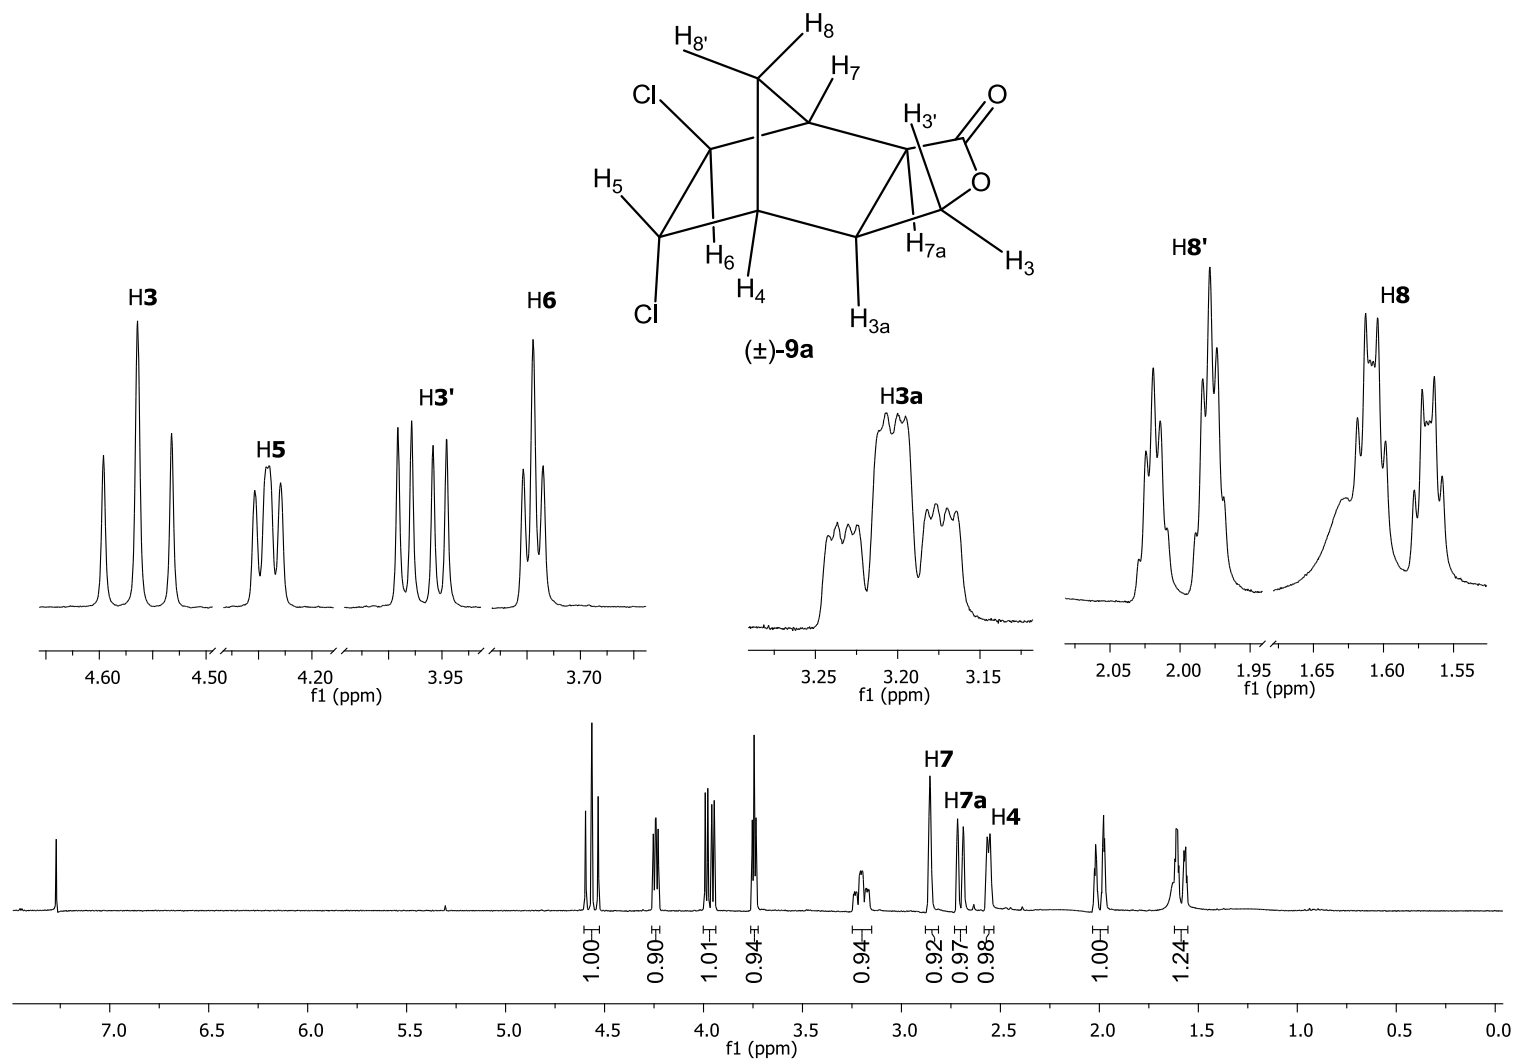 H8' H8
H7
Cl
H3'
O
O
H5
H7a
H3
H6
H4
Cl
H3a
(±)-9a
H3
H5
H3'
H6
H3a
H8'
H8
4.60 4.50 4.20 3.95 3.70
f1 (ppm)
3.25 3.20 3.15
f1 (ppm)
2.05 2.00 1.95 1.65 1.60 1.55
f1 (ppm)
H7
H7a
H4
1.00 0.90 1.01 0.94 0.94 0.92 0.97 0.98 1.00 1.24
7.0 6.5 6.0 5.5 5.0 4.5 4.0 3.5 3.0 2.5 2.0 1.5 1.0 0.5 0.0
f1 (ppm)